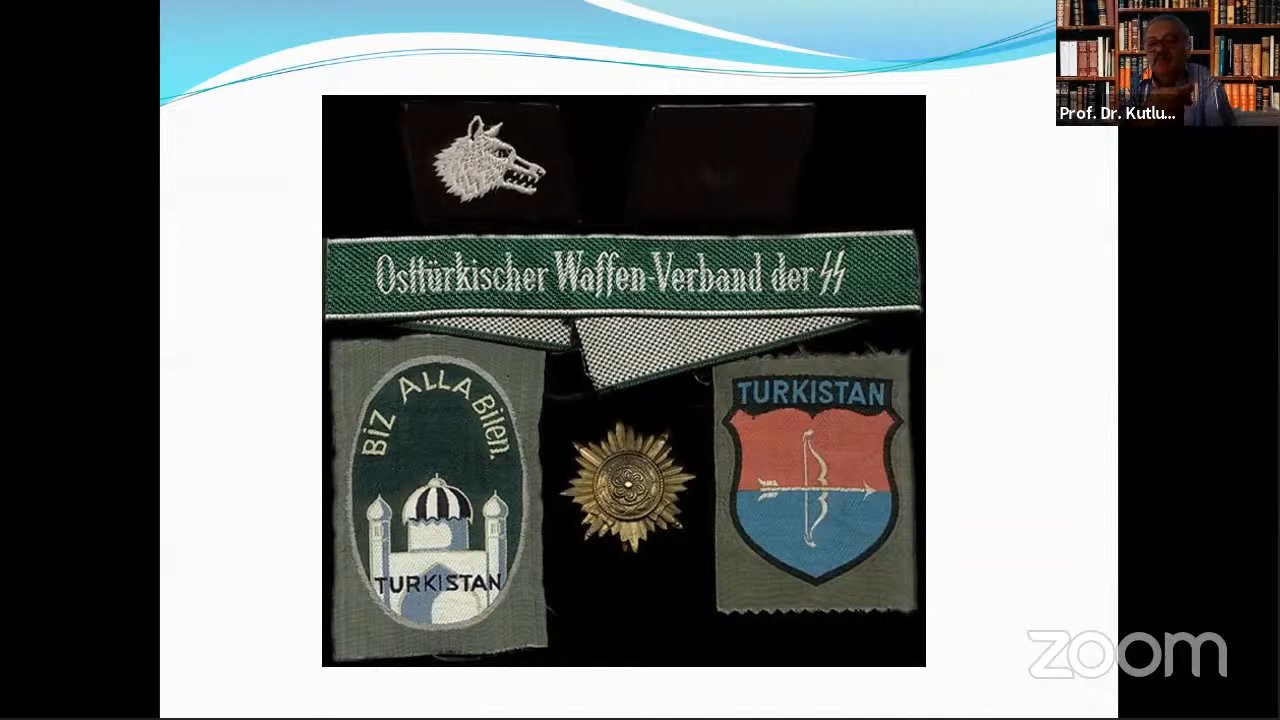 Prof. Dr. Kutlu...
Osttürkischer Waffen-Verband der SS
BiZ ALLA Bilen.
TURKISTAN
TURKISTAN
zoom